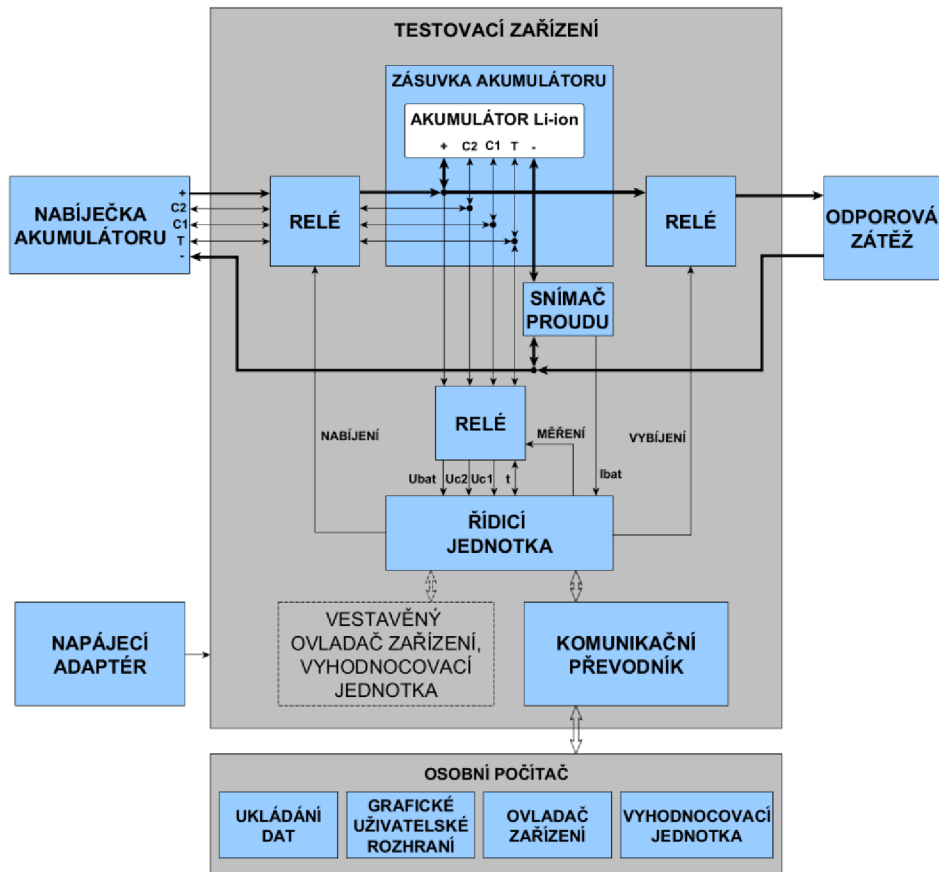 TESTOVACÍ ZAŘÍZENÍ
ZÁSUVKA AKUMULÁTORU
AKUMULÁTOR Li-ion
+ C2 C1 T -
NABÍJEČKA
AKUMULÁTORU
+
C2
C1
T
-
RELÉ
RELÉ
ODPOROVÁ
ZÁTĚŽ
SNÍMAČ
PROUDU
RELÉ
NABÍJENÍ
MĚŘENÍ
VYBÍJENÍ
Ubat Uc2 Uc1 t
Ibat
ŘÍDICÍ
JEDNOTKA
VESTAVĚNÝ
OVLADAČ ZAŘÍZENÍ,
VYHODNOCOVACÍ
JEDNOTKA
KOMUNIKAČNÍ
PŘEVODNÍK
NAPÁJECÍ
ADAPTÉR
OSOBNÍ POČÍTAČ
UKLÁDÁNÍ
DAT
GRAFICKÉ
UŽIVATELSKÉ
ROZHRANÍ
OVLADAČ
ZAŘÍZENÍ
VYHODNOCOVACÍ
JEDNOTKA